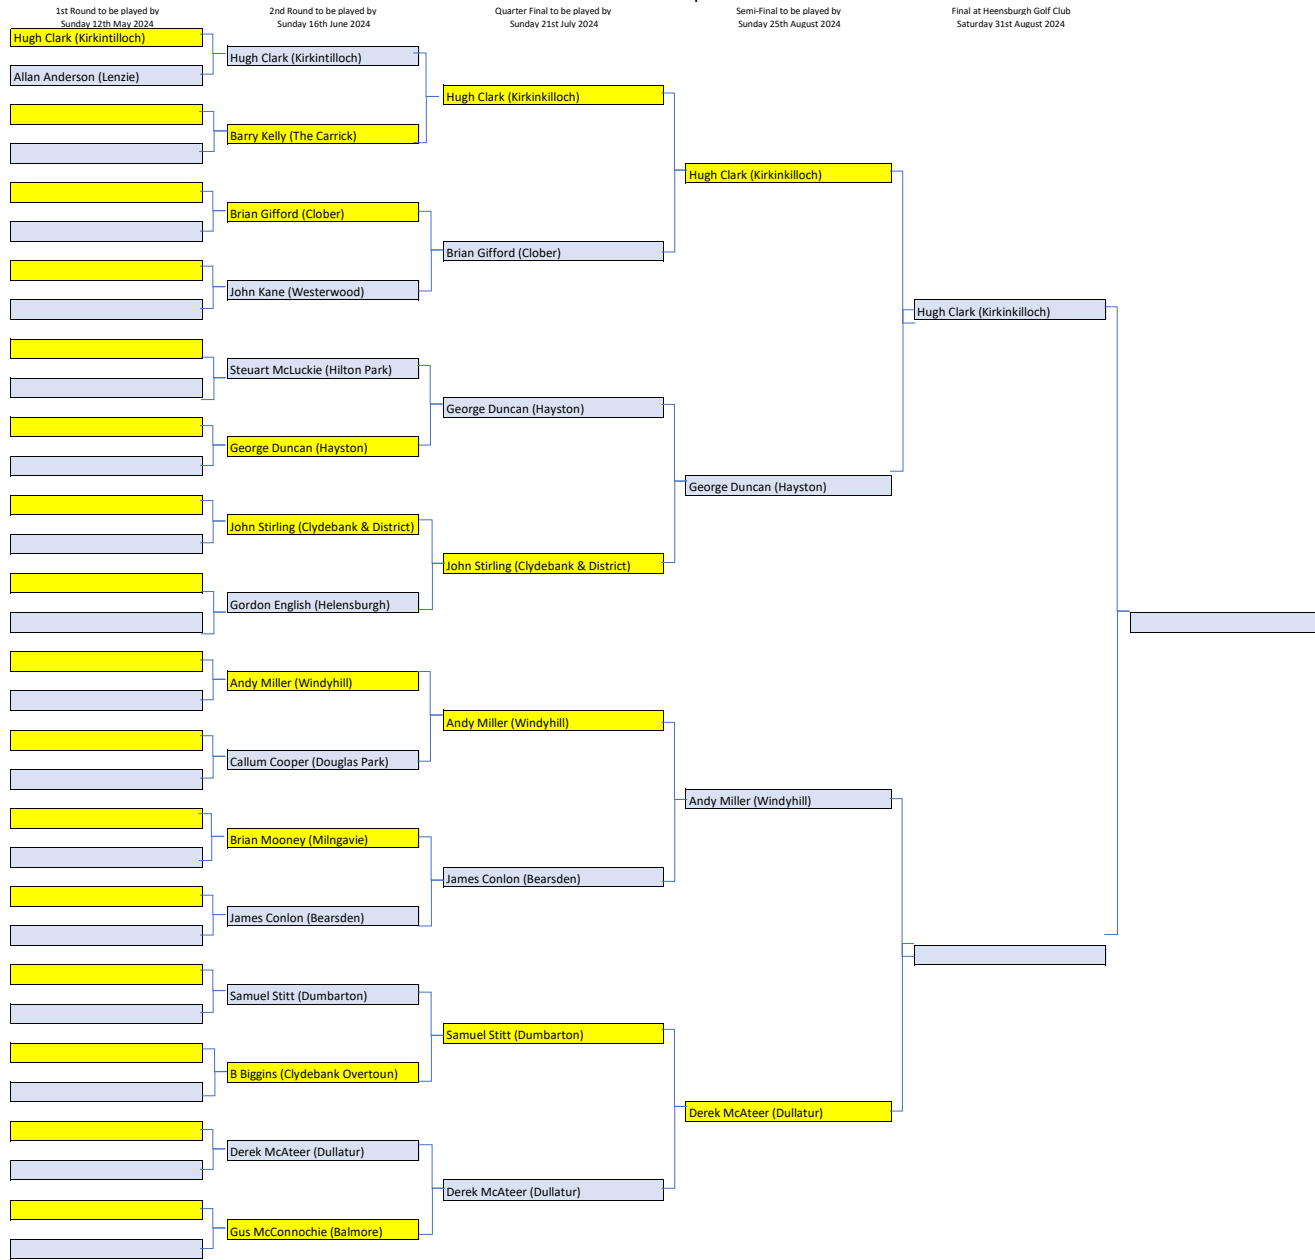 1st Round to be played by
Sunday 12th May 2024
2nd Round to be played by
Sunday 16th June 2024
Quarter Final to be played by
Sunday 21st July 2024
Semi-Final to be played by
Sunday 25th August 2024
Final at Heensburgh Golf Club
Saturday 31st August 2024
Hugh Clark (Kirkintilloch)
Allan Anderson (Lenzie)
Hugh Clark (Kirkintilloch)
Barry Kelly (The Carrick)
Brian Gifford (Clober)
John Kane (Westerwood)
Steuart McLuckie (Hilton Park)
George Duncan (Hayston)
John Stirling (Clydebank & District)
Gordon English (Helensburgh)
Andy Miller (Windyhill)
Callum Cooper (Douglas Park)
Brian Mooney (Milngavie)
James Conlon (Bearsden)
Samuel Stitt (Dumbarton)
B Biggins (Clydebank Overtoun)
Derek McAteer (Dullatur)
Gus McConnochie (Balmore)
Hugh Clark (Kirkinkilloch)
Brian Gifford (Clober)
George Duncan (Hayston)
John Stirling (Clydebank & District)
Andy Miller (Windyhill)
James Conlon (Bearsden)
Samuel Stitt (Dumbarton)
Derek McAteer (Dullatur)
Hugh Clark (Kirkinkilloch)
George Duncan (Hayston)
Andy Miller (Windyhill)
Derek McAteer (Dullatur)
Hugh Clark (Kirkinkilloch)